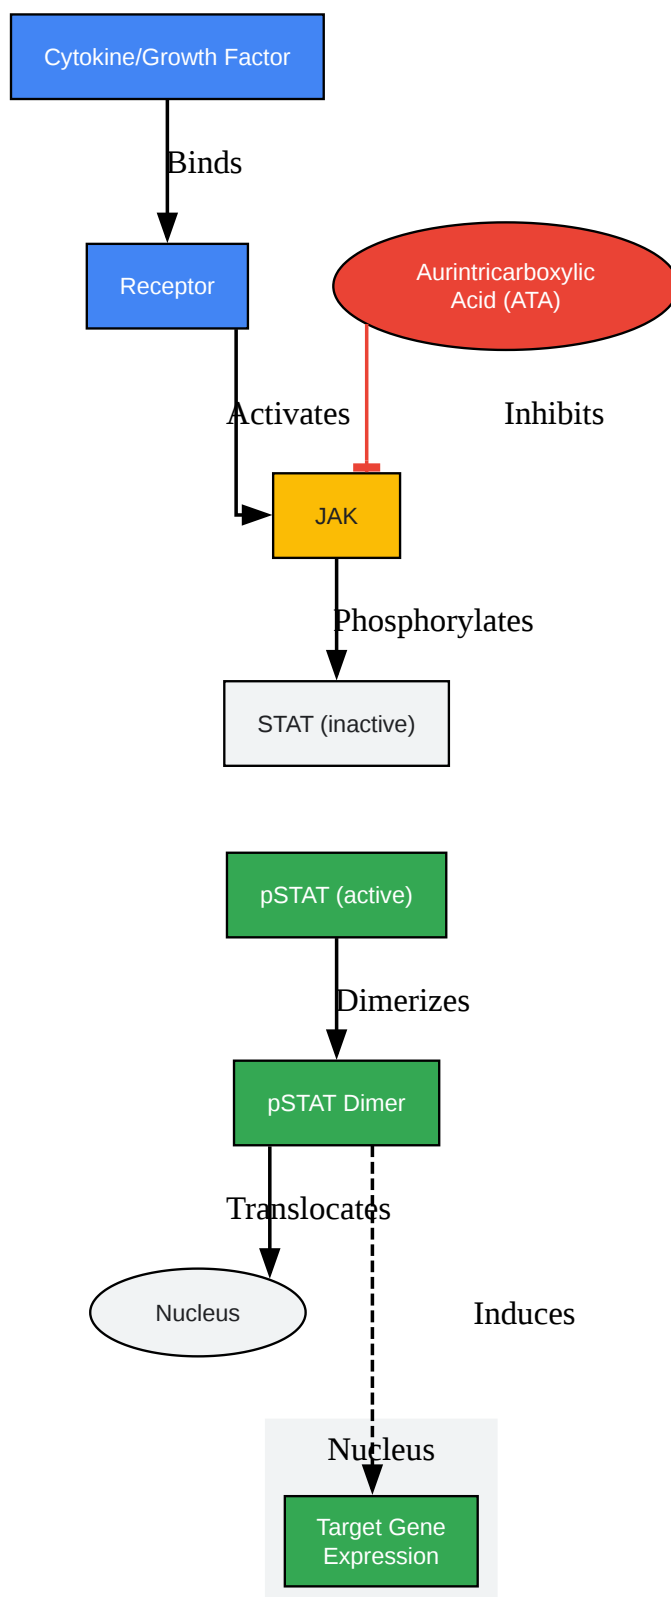 Cytokine/Growth Factor
Binds
Receptor
Aurintricarboxylic
Acid (ATA)
Activates
Inhibits
JAK
Phosphorylates
STAT (inactive)
pSTAT (active)
Dimerizes
pSTAT Dimer
Translocates
Nucleus
Induces
Nucleus
Target Gene
Expression